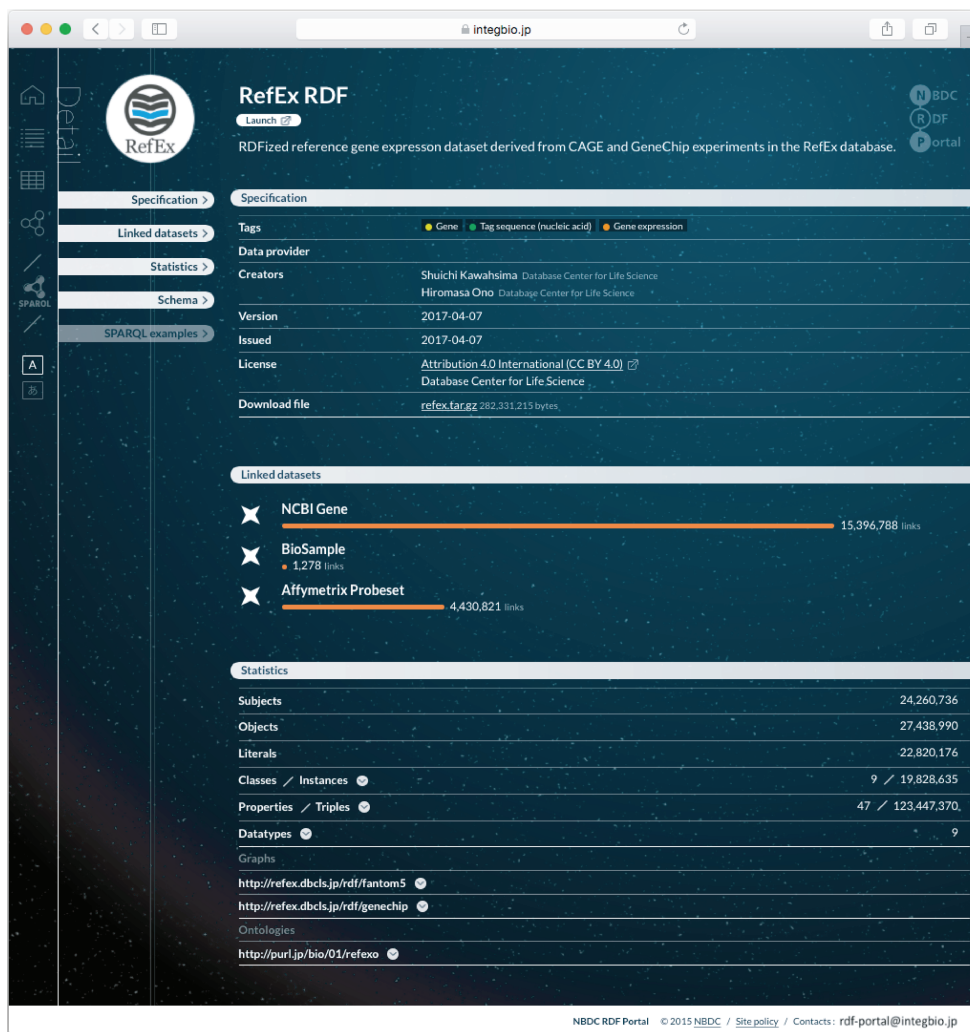 integbio.jp
Detail
RefEx
RefEx RDF
Launch
RDFized reference gene expresson dataset derived from CAGE and GeneChip experiments in the RefEx database.
NBDC
RDF
Portal
SPARQL
A
あ
Specification >
Linked datasets >
Statistics >
Schema >
SPARQL examples >
Specification
Tags Gene Tag sequence (nucleic acid) Gene expression
Data provider
Creators Shuichi Kawahsima Database Center for Life Science
Hiromasa Ono Database Center for Life Science
Version 2017-04-07
Issued 2017-04-07
License Attribution 4.0 International (CC BY 4.0)
Database Center for Life Science
Download file refex.tar.gz 282,331,215 bytes
Linked datasets
NCBI Gene
15,396,788 links
BioSample
1,278 links
Affymetrix Probeset
4,430,821 links
Statistics
Subjects 24,260,736
Objects 27,438,990
Literals 22,820,176
Classes / Instances 9 / 19,828,635
Properties / Triples 47 / 123,447,370
Datatypes 9
Graphs
http://refex.dbcls.jp/rdf/fantom5
http://refex.dbcls.jp/rdf/genechip
Ontologies
http://purl.jp/bio/01/refexo
NBDC RDF Portal © 2015 NBDC / Site policy / Contacts : rdf-portal@integbio.jp